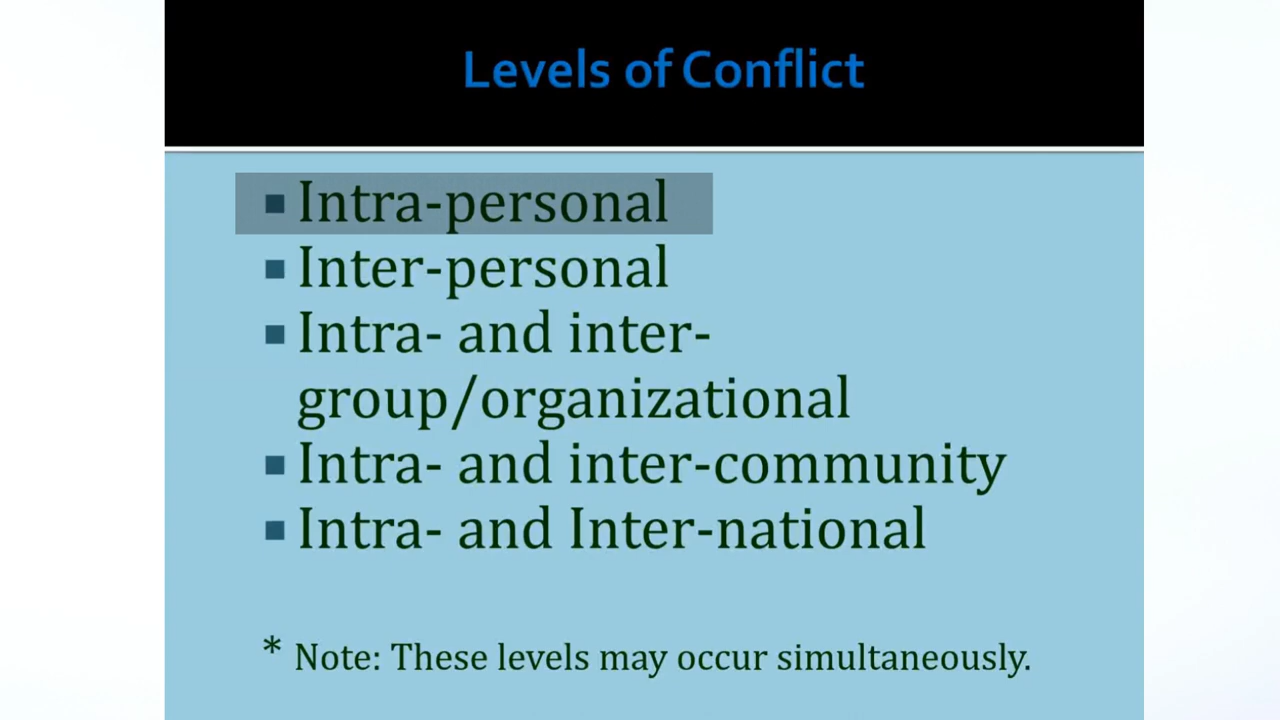 Levels of Conflict
▪ Intra-personal
▪ Inter-personal
▪ Intra- and inter-
group/organizational
▪ Intra- and inter-community
▪ Intra- and Inter-national
* Note: These levels may occur simultaneously.